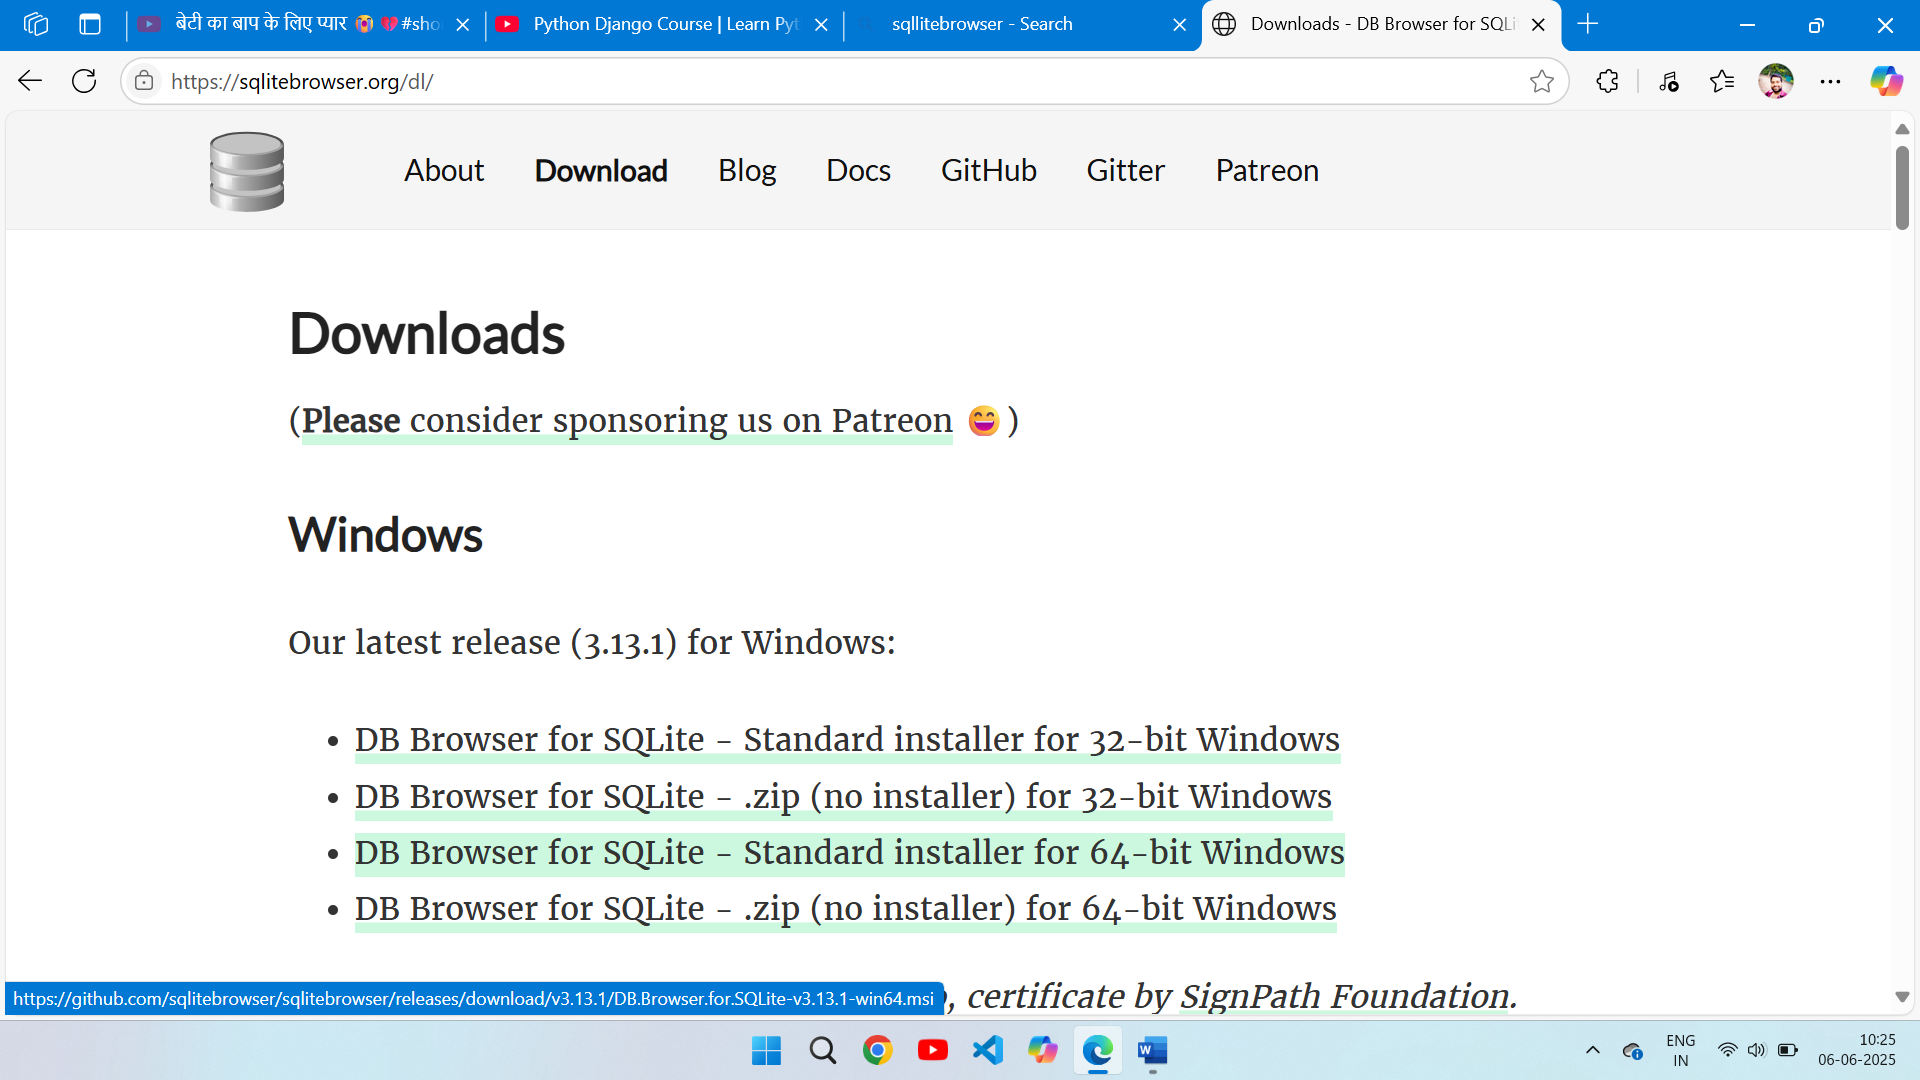 बेटी का बाप के लिए प्यार 😭 💔#sho
Python Django Course | Learn Pyt
sqllitebrowser - Search
Downloads - DB Browser for SQLi
https://sqlitebrowser.org/dl/
About Download Blog Docs GitHub Gitter Patreon
Downloads
(Please consider sponsoring us on Patreon 😄 )
Windows
Our latest release (3.13.1) for Windows:
• DB Browser for SQLite - Standard installer for 32-bit Windows
• DB Browser for SQLite - .zip (no installer) for 32-bit Windows
• DB Browser for SQLite - Standard installer for 64-bit Windows
• DB Browser for SQLite - .zip (no installer) for 64-bit Windows
, certificate by SignPath Foundation.
https://github.com/sqlitebrowser/sqlitebrowser/releases/download/v3.13.1/DB.Browser.for.SQLite-v3.13.1-win64.msi
W
ENG
IN
10:25
06-06-2025